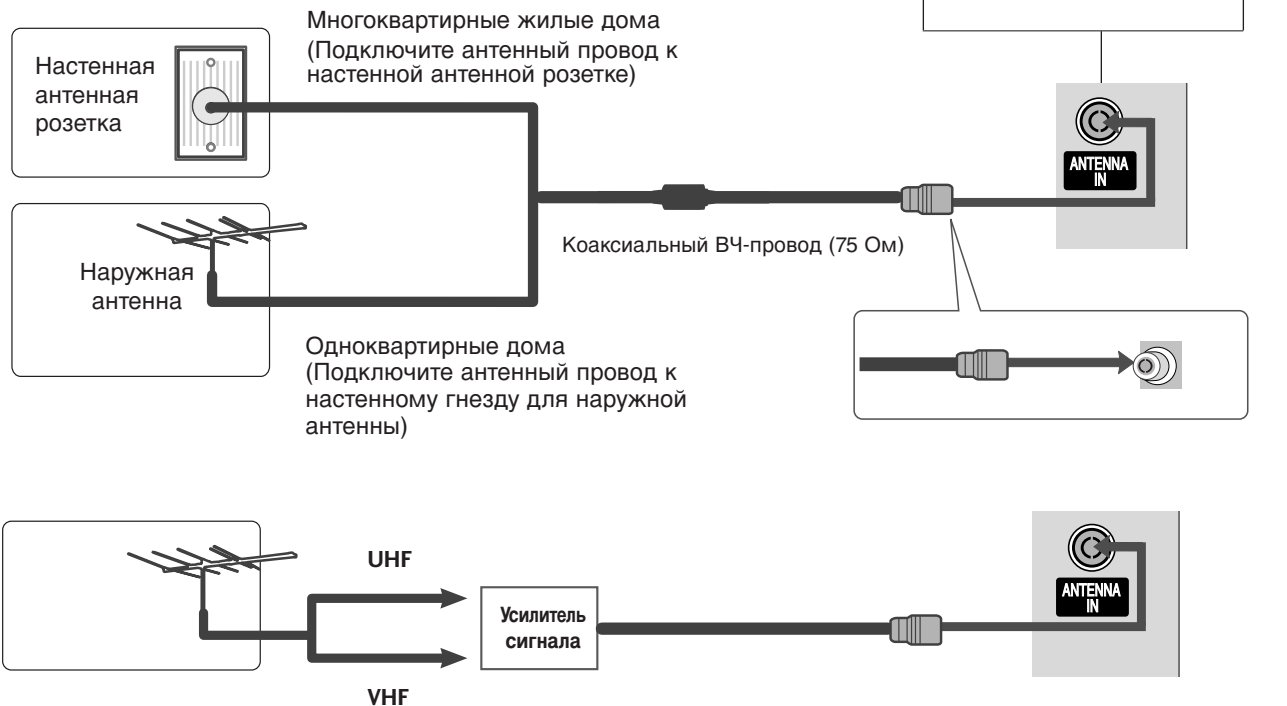 Многоквартирные жилые дома
(Подключите антенный провод к
настенной антенной розетке)
Настенная
антенная
розетка
ANTENNA
IN
Коаксиальный ВЧ-провод (75 Ом)
Наружная
антенна
Одноквартирные дома
(Подключите антенный провод к
настенному гнезду для наружной
антенны)
UHF
Усилитель
сигнала
VHF
ANTENNA
IN